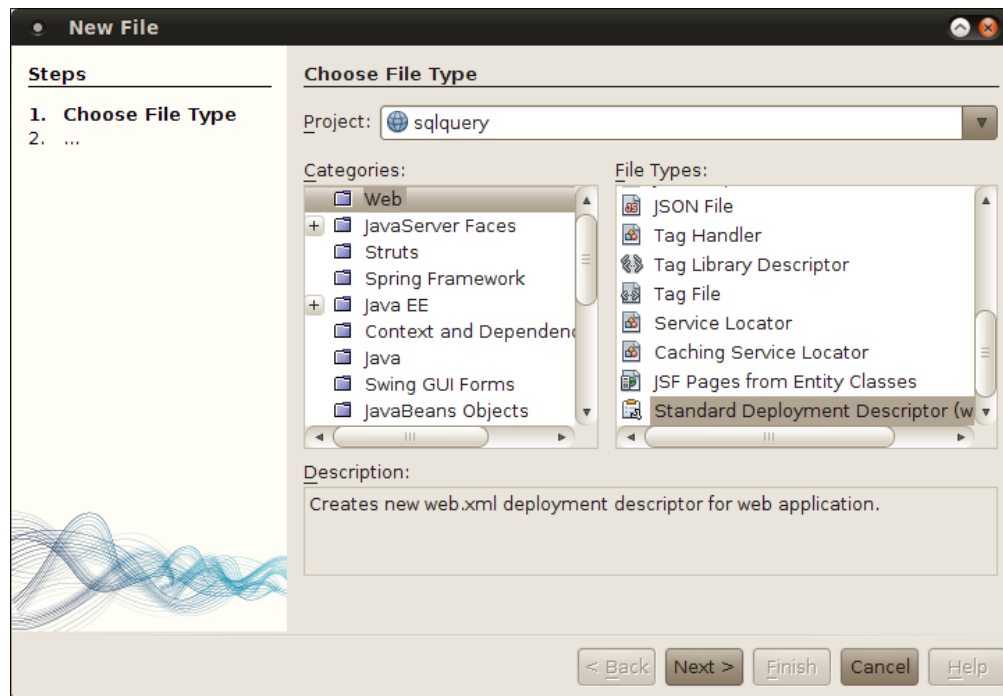 New File
Steps
1. Choose File Type
2. ...
Choose File Type
Project: sqlquery
Categories:
Web
JavaServer Faces
Struts
Spring Framework
Java EE
Context and Dependenc
Java
Swing GUI Forms
JavaBeans Objects
File Types:
JSON File
Tag Handler
Tag Library Descriptor
Tag File
Service Locator
Caching Service Locator
JSF Pages from Entity Classes
Standard Deployment Descriptor (w
Description:
Creates new web.xml deployment descriptor for web application.
< Back Next > Finish Cancel Help